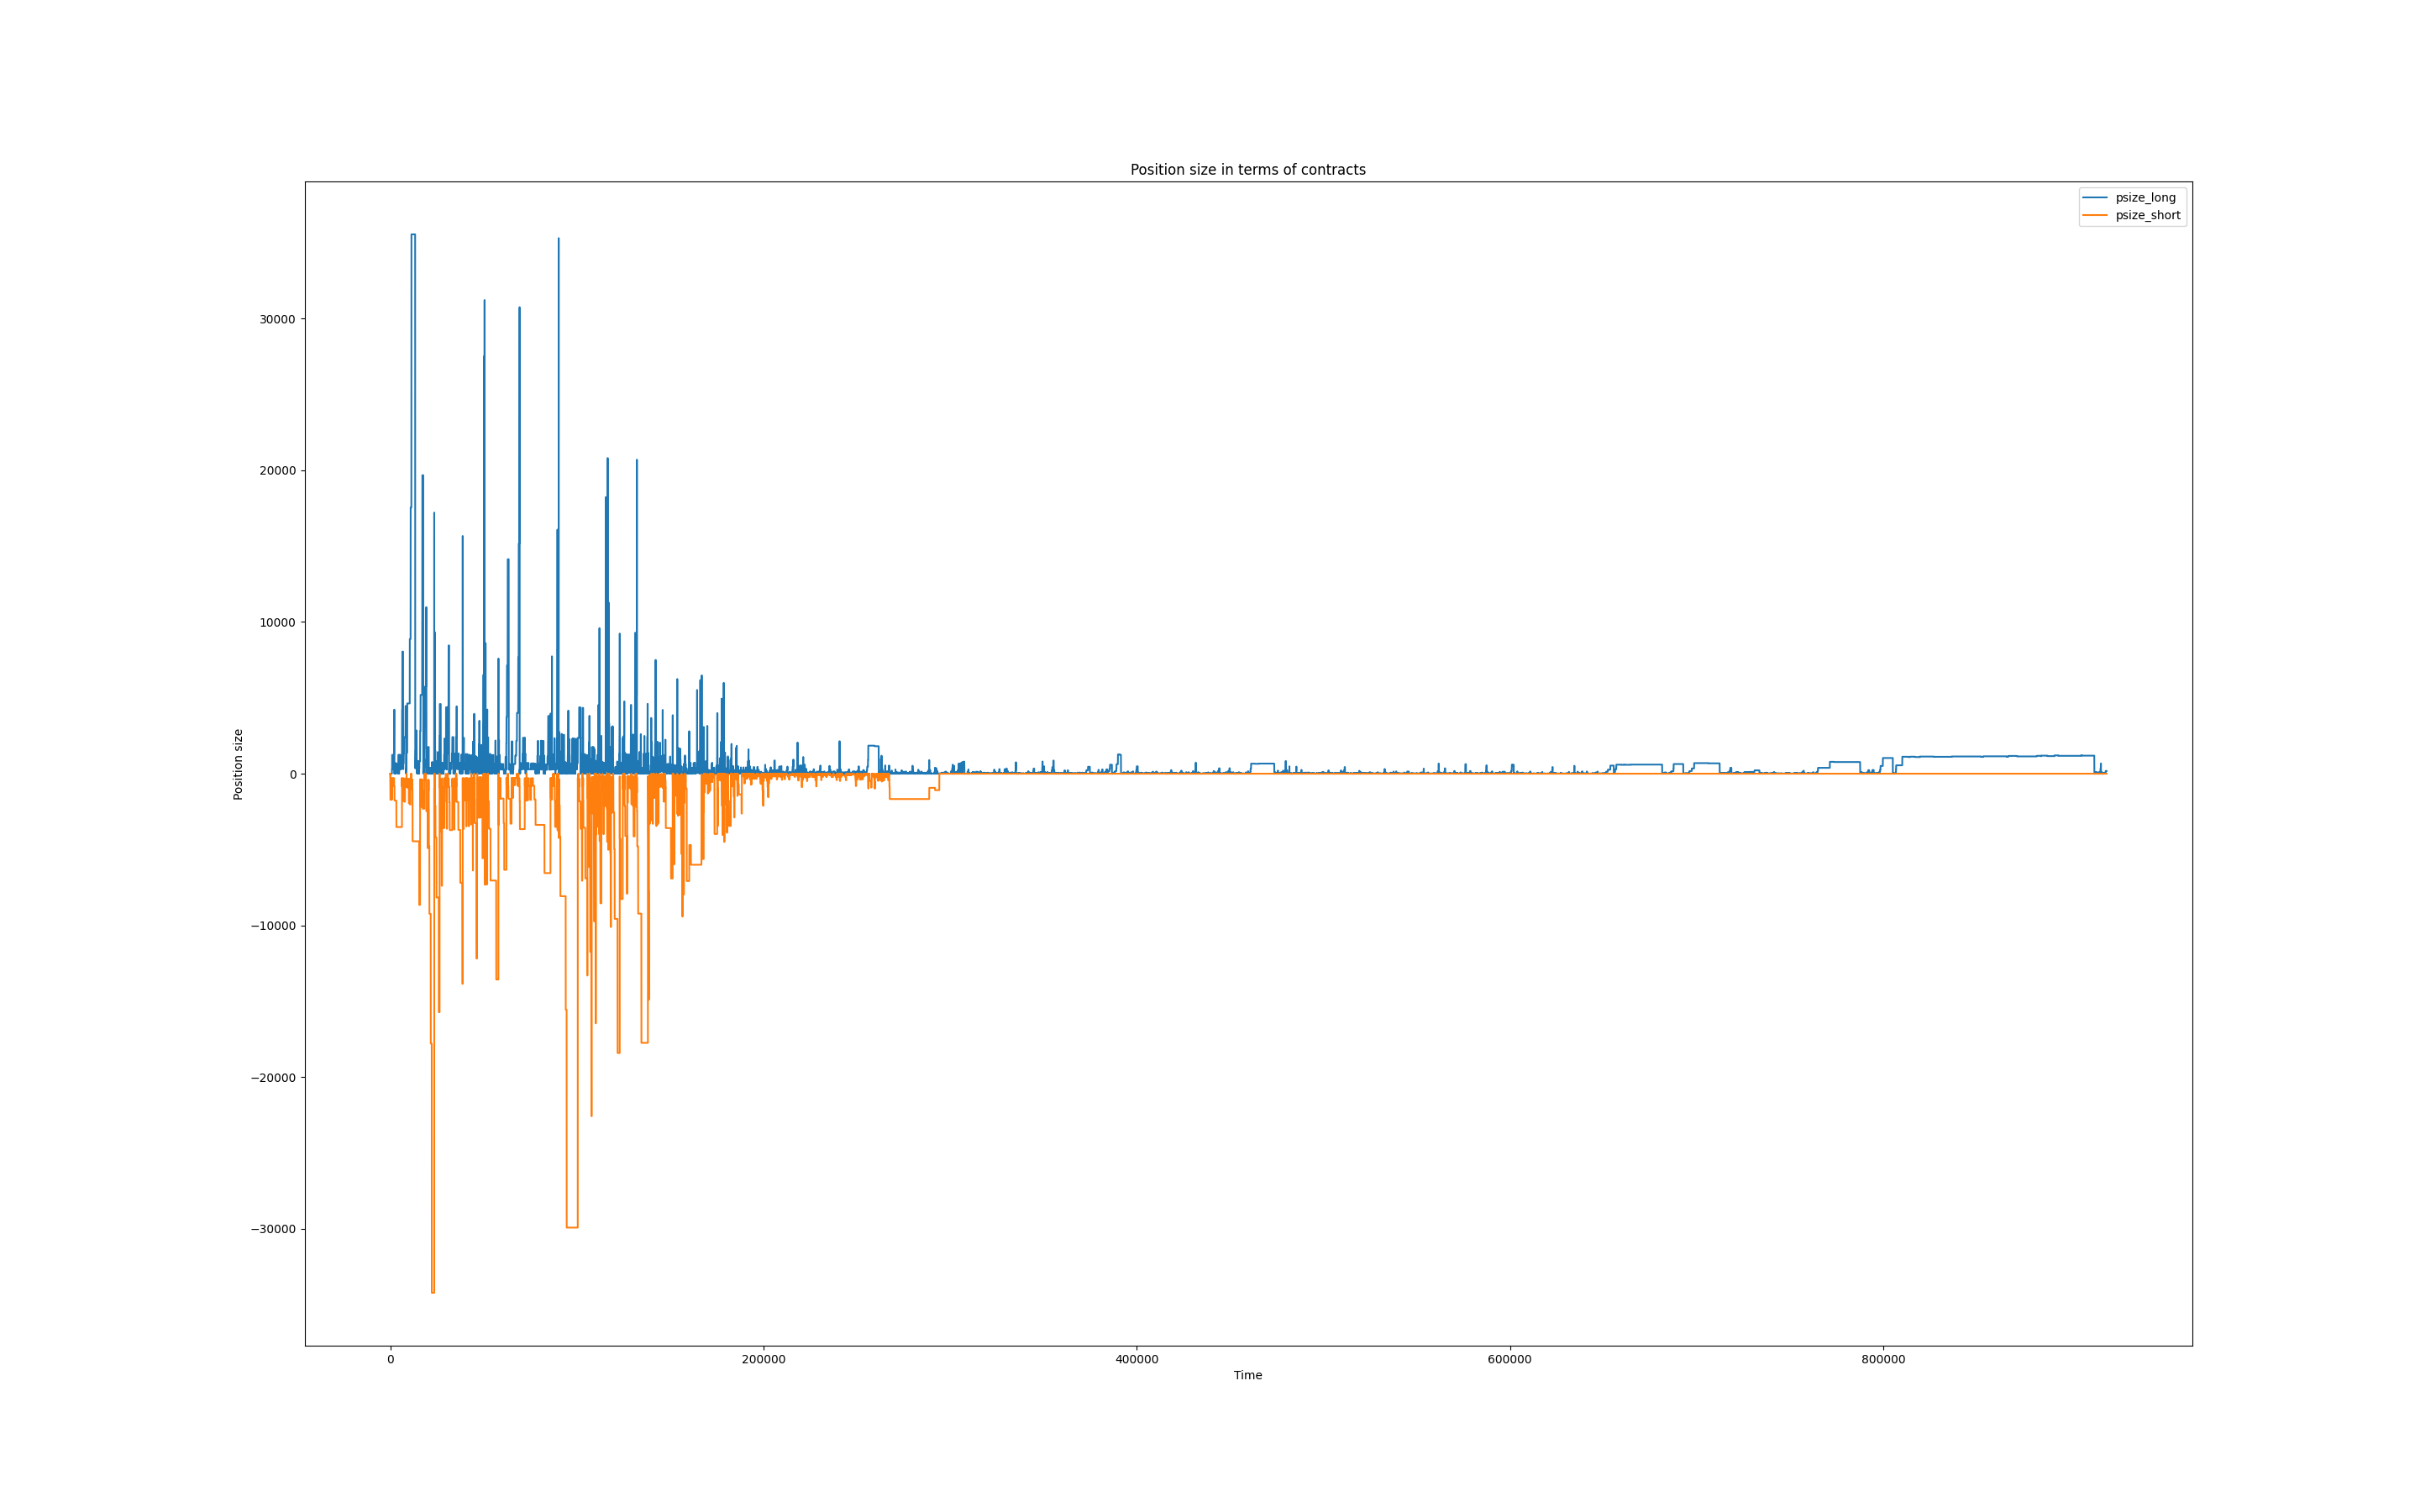 Position size in terms of contracts
psize_long
psize_short
30000
20000
10000
0
−10000
−20000
−30000
Position size
0
200000
400000
600000
800000
Time